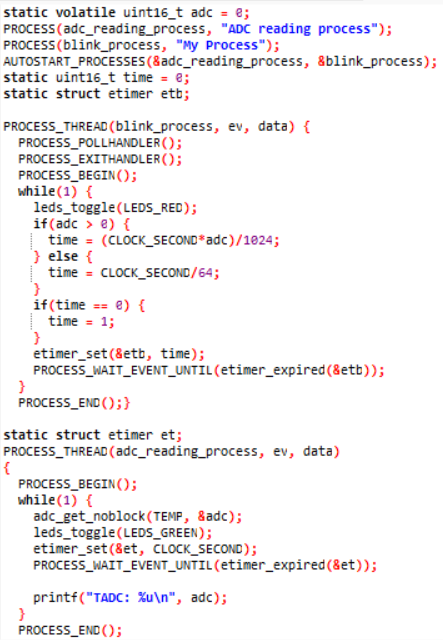 static volatile uint16_t adc = 0;
PROCESS(adc_reading_process, "ADC reading process");
PROCESS(blink_process, "My Process");
AUTOSTART_PROCESSES(&adc_reading_process, &blink_process);
static uint16_t time = 0;
static struct etimer etb;

PROCESS_THREAD(blink_process, ev, data) {
  PROCESS_POLLHANDLER();
  PROCESS_EXITHANDLER();
  PROCESS_BEGIN();
  while(1) {
    leds_toggle(LEDS_RED);
    if(adc > 0) {
      time = (CLOCK_SECOND*adc)/1024;
    } else {
      time = CLOCK_SECOND/64;
    }
    if(time == 0) {
      time = 1;
    }
    etimer_set(&etb, time);
    PROCESS_WAIT_EVENT_UNTIL(etimer_expired(&etb));
  }
  PROCESS_END();}

static struct etimer et;
PROCESS_THREAD(adc_reading_process, ev, data)
{
  PROCESS_BEGIN();
  while(1) {
    adc_get_noblock(TEMP, &adc);
    leds_toggle(LEDS_GREEN);
    etimer_set(&et, CLOCK_SECOND);
    PROCESS_WAIT_EVENT_UNTIL(etimer_expired(&et));

    printf("TADC: %u\n", adc);
  }
  PROCESS_END();